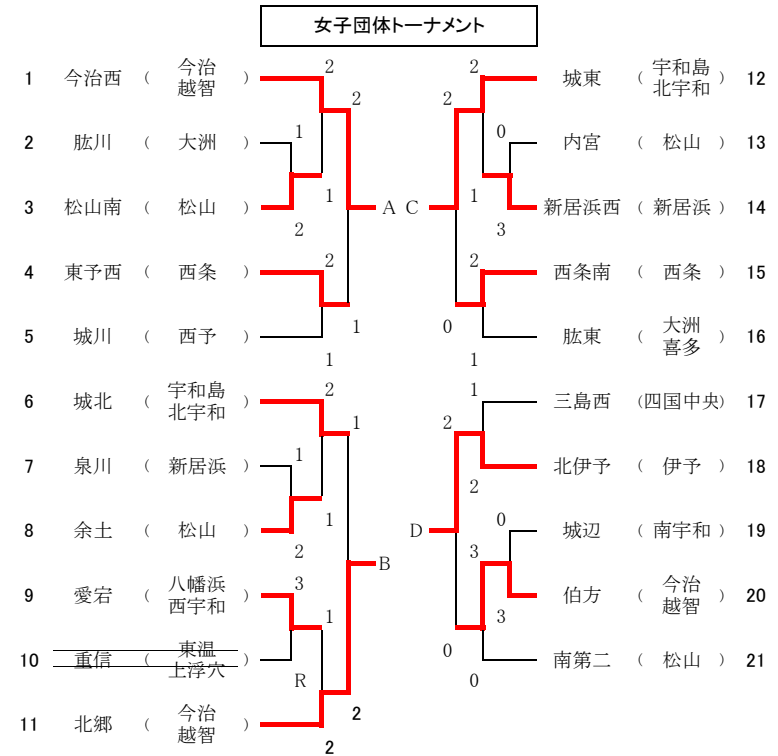 女子団体トーナメント
1 今治西 ( 今治 越智 )
2 肱川 ( 大洲 )
3 松山南 ( 松山 )
4 東予西 ( 西条 )
5 城川 ( 西予 )
6 城北 ( 宇和島 北宇和 )
7 泉川 ( 新居浜 )
8 余土 ( 松山 )
9 愛宕 ( 八幡浜 西宇和 )
10 重信 ( 東温 上浮穴 )
11 北郷 ( 今治 越智 )
2
2
1
1
2
2
1
1
A
2
1
1
1
2
3
1
R
2
2
B
城東 ( 宇和島 北宇和 ) 12
内宮 ( 松山 ) 13
新居浜西 ( 新居浜 ) 14
西条南 ( 西条 ) 15
肱東 ( 大洲 喜多 ) 16
三島西 (四国中央) 17
北伊予 ( 伊予 ) 18
城辺 ( 南宇和 ) 19
伯方 ( 今治 越智 ) 20
南第二 ( 松山 ) 21
2
2
0
1
3
2
0
1
C
1
2
2
0
3
3
0
0
D